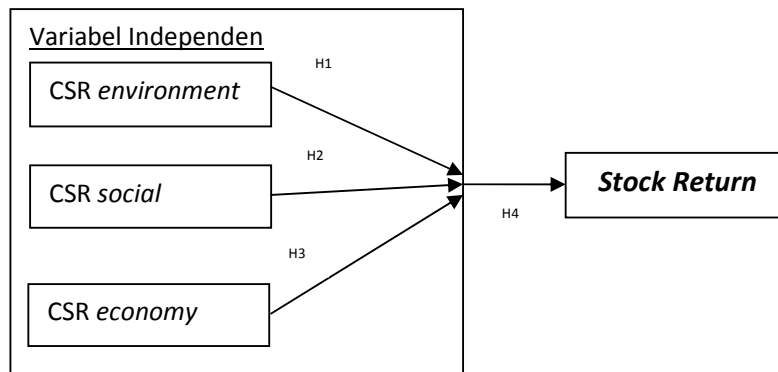 Variabel Independen
H1
CSR environment
H2
CSR social
Stock Return
H4
H3
CSR economy